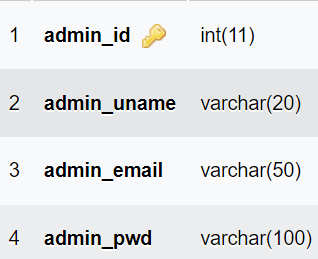 1 admin_id int(11)
2 admin_uname varchar(20)
3 admin_email varchar(50)
4 admin_pwd varchar(100)